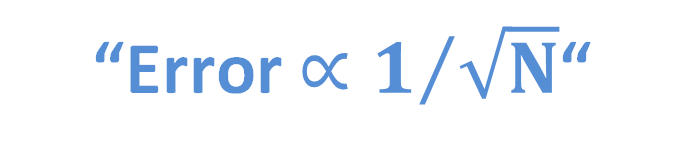 “Error ∝ 1/√N“